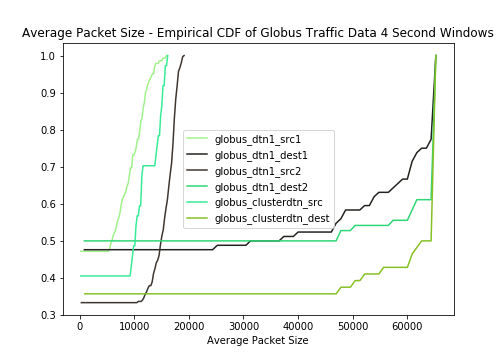 Average Packet Size - Empirical CDF of Globus Traffic Data 4 Second Windows
1.0
0.9
0.8
0.7
0.6
0.5
0.4
0.3
globus_dtn1_src1
globus_dtn1_dest1
globus_dtn1_src2
globus_dtn1_dest2
globus_clusterdtn_src
globus_clusterdtn_dest
0 10000 20000 30000 40000 50000 60000
Average Packet Size